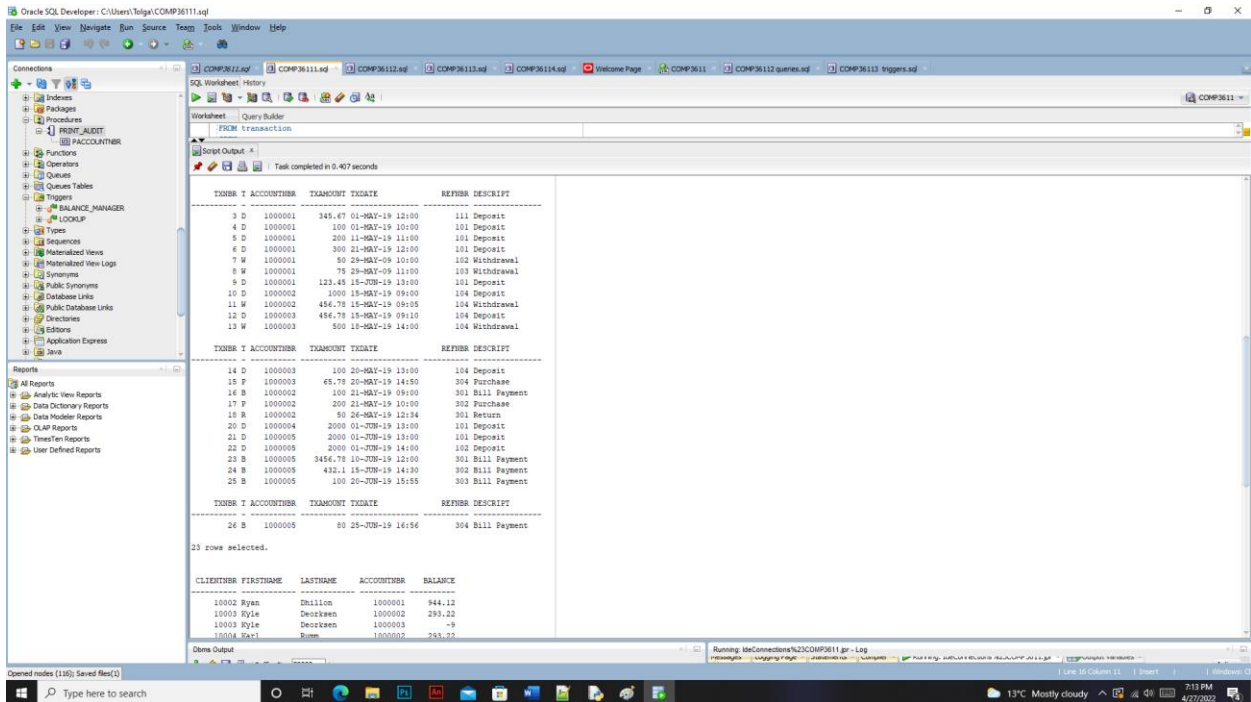 Oracle SQL Developer : C:\Users\Tolga\COMP36111.sql
File Edit View Navigate Run Source Team Tools Window Help
Connections
COMP3612.sql COMP36111.sql COMP36112.sql COMP36113.sql COMP36114.sql Welcome Page COMP3611 COMP36112 queries.sql COMP36113 triggers.sql
SQL Worksheet History
COMP3611
Worksheet Query Builder
FROM transaction
Script Output
Task completed in 0.407 seconds
Indexes
Packages
Procedures
PRINT_AUDIT
PACCOUNTNBR
Functions
Operators
Queues
Queues Tables
Triggers
BALANCE_MANAGER
LOOKUP
Types
Sequences
Materialized Views
Materialized View Logs
Synonyms
Public Synonyms
Database Links
Public Database Links
Directories
Editions
Application Express
Java
Reports
All Reports
Analytic View Reports
Data Dictionary Reports
Data Modeler Reports
OLAP Reports
TimesTen Reports
User Defined Reports
TXNBR T ACCOUNTNBR TXAMOUNT TXDATE REFNBR DESCRIPT
3 D 1000001 345.67 01-MAY-19 12:00 111 Deposit
4 D 1000001 100 01-MAY-19 10:00 101 Deposit
5 D 1000001 200 11-MAY-19 11:00 101 Deposit
6 D 1000001 300 21-MAY-19 12:00 101 Deposit
7 W 1000001 50 29-MAY-09 10:00 102 Withdrawal
8 W 1000001 75 29-MAY-09 11:00 103 Withdrawal
9 D 1000001 123.45 15-JUN-19 13:00 101 Deposit
10 D 1000002 1000 15-MAY-19 09:00 104 Deposit
11 W 1000002 456.78 15-MAY-19 09:05 104 Withdrawal
12 D 1000003 456.78 15-MAY-19 09:10 104 Deposit
13 W 1000003 500 18-MAY-19 14:00 104 Withdrawal
TXNBR T ACCOUNTNBR TXAMOUNT TXDATE REFNBR DESCRIPT
14 D 1000003 100 20-MAY-19 13:00 104 Deposit
15 P 1000003 65.78 20-MAY-19 14:50 304 Purchase
16 B 1000002 100 21-MAY-19 09:00 301 Bill Payment
17 P 1000002 200 21-MAY-19 10:00 302 Purchase
18 R 1000002 50 26-MAY-19 12:34 301 Return
20 D 1000004 2000 01-JUN-19 13:00 101 Deposit
21 D 1000005 2000 01-JUN-19 13:00 101 Deposit
22 D 1000005 2000 01-JUN-19 14:00 102 Deposit
23 B 1000005 3456.78 10-JUN-19 12:00 301 Bill Payment
24 B 1000005 432.1 15-JUN-19 14:30 302 Bill Payment
25 B 1000005 100 20-JUN-19 15:55 303 Bill Payment
TXNBR T ACCOUNTNBR TXAMOUNT TXDATE REFNBR DESCRIPT
26 B 1000005 80 25-JUN-19 16:56 304 Bill Payment
23 rows selected.
CLIENTNBR FIRSTNAME LASTNAME ACCOUNTNBR BALANCE
10002 Ryan Dhillon 1000001 944.12
10003 Kyle Deorksen 1000002 293.22
10003 Kyle Deorksen 1000003 -9
10004 Karl Rumm 1000002 293.22
Dbms Output
Running: IdeConnections%23COMP3611.jpr - Log
Opened nodes (116); Saved files(1)
Line 16 Column 11 Insert
Type here to search
13°C Mostly cloudy
7:13 PM
4/27/2022